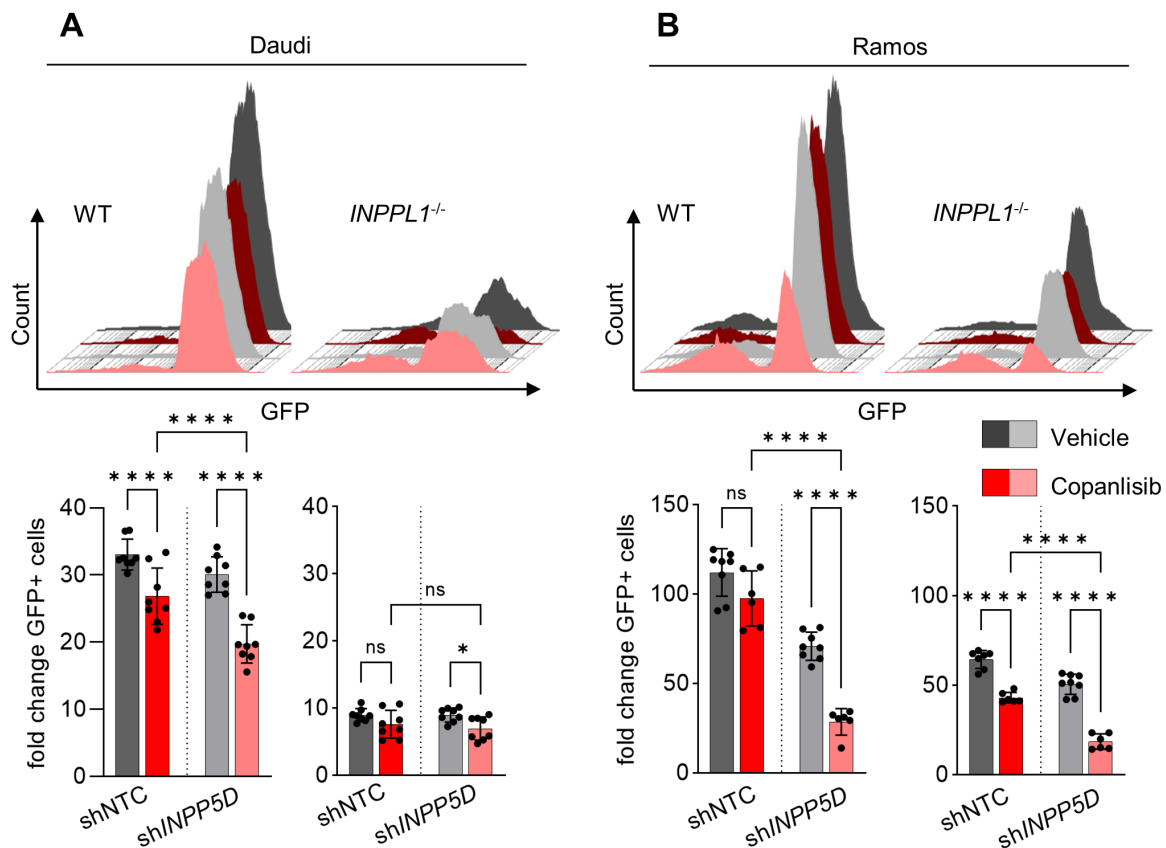 A
B
Daudi
Ramos
WT
INPPL1-/-
WT
INPPL1-/-
Count
Count
GFP
GFP
Vehicle
Copanlisib
fold change GFP+ cells
40
30
20
10
0
****
****
****
shNTC
shINPP5D
40
30
20
10
0
ns
ns
*
shNTC
shINPP5D
fold change GFP+ cells
150
100
50
0
ns
****
****
shNTC
shINPP5D
150
100
50
0
****
****
****
shNTC
shINPP5D